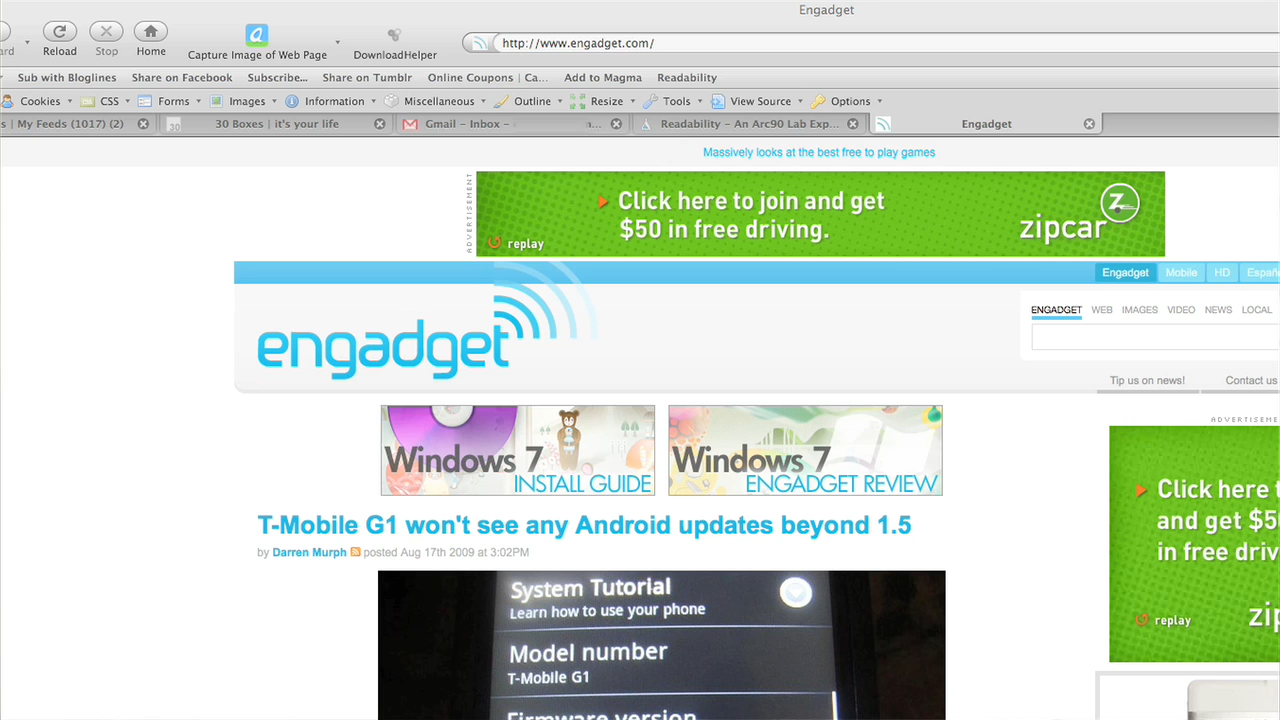 Engadget
ard Reload Stop Home Capture Image of Web Page DownloadHelper
http://www.engadget.com/
Sub with Bloglines Share on Facebook Subscribe... Share on Tumblr Online Coupons | Ca... Add to Magma Readability
Cookies CSS Forms Images Information Miscellaneous Outline Resize Tools View Source Options
s | My Feeds (1017) (2) 30 30 Boxes | it's your life Gmail – Inbox – ... Readability – An Arc90 Lab Exp... Engadget
Massively looks at the best free to play games
ADVERTISEMENT
Click here to join and get
$50 in free driving.
replay
zipcar
Engadget Mobile HD Españ
engadget
ENGADGET WEB IMAGES VIDEO NEWS LOCAL
Tip us on news! Contact us
Windows 7
INSTALL GUIDE
Windows 7
ENGADGET REVIEW
T-Mobile G1 won't see any Android updates beyond 1.5
by Darren Murph posted Aug 17th 2009 at 3:02PM
System Tutorial
Learn how to use your phone
Model number
T-Mobile G1
Firmware version
ADVERTISEME
Click here t
and get $5
in free driv
replay
zip